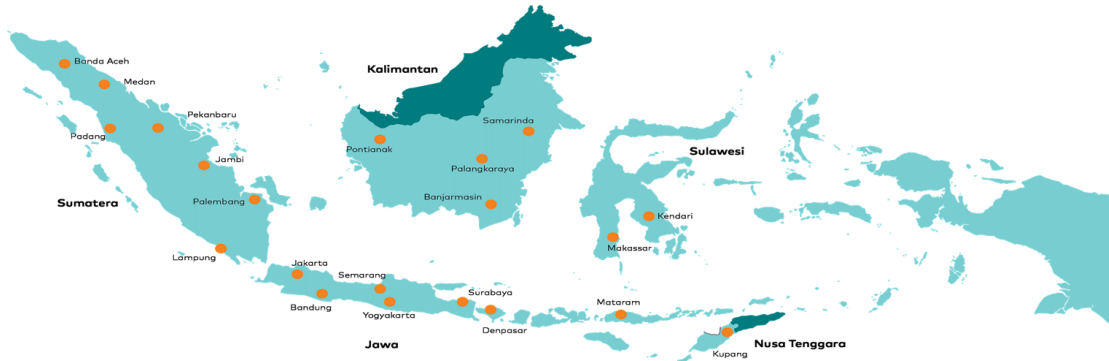 Banda Aceh
Kalimantan
Medan
Pekanbaru
Padang
Samarinda
Pontianak
Sulawesi
Jambi
Palangkaraya
Sumatera
Palembang
Banjarmasin
Kendari
Makassar
Lampung
Jakarta
Semarang
Surabaya
Mataram
Bandung
Yogyakarta
Denpasar
Jawa
Nusa Tenggara
Kupang